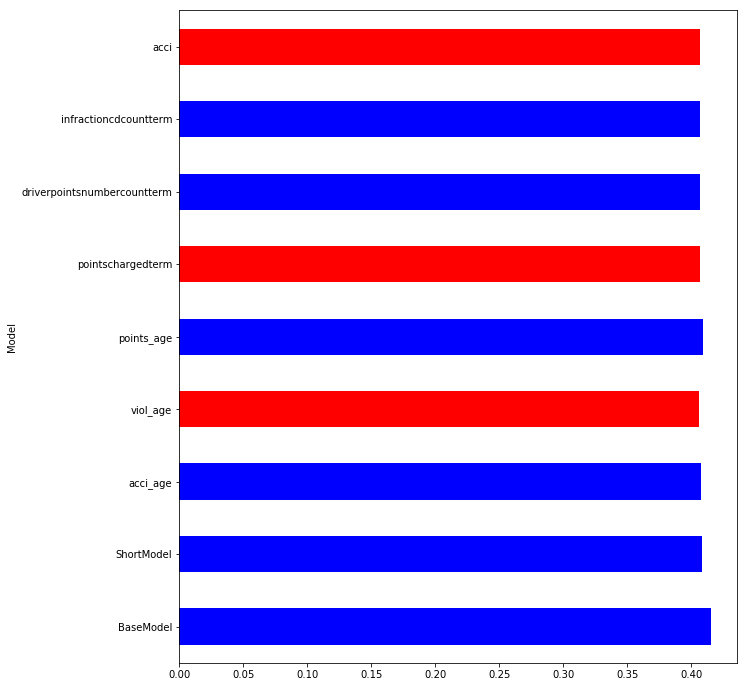 acci
infractioncdcountterm
driverpointsnumbercountterm
pointschargedterm
points_age
viol_age
acci_age
ShortModel
BaseModel
Model
0.00 0.05 0.10 0.15 0.20 0.25 0.30 0.35 0.40